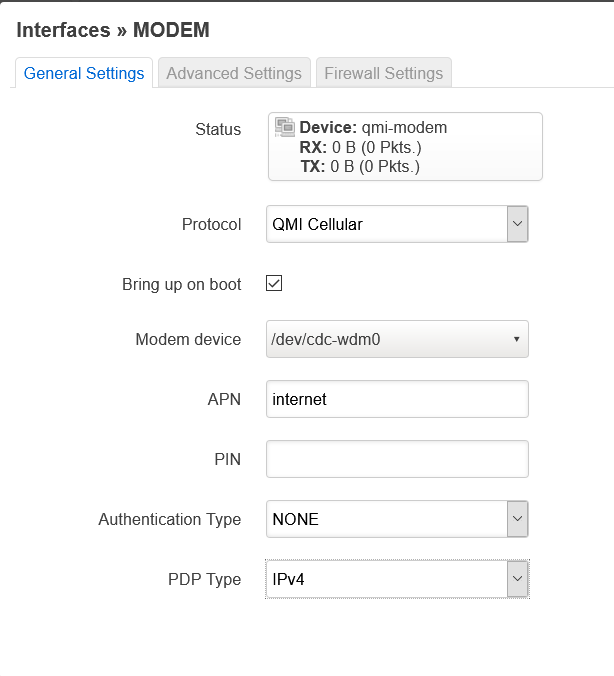 Interfaces » MODEM
General Settings
Advanced Settings
Firewall Settings
Status
Device: qmi-modem
RX: 0 B (0 Pkts.)
TX: 0 B (0 Pkts.)
Protocol
QMI Cellular
Bring up on boot
Modem device
/dev/cdc-wdm0
APN
internet
PIN
Authentication Type
NONE
PDP Type
IPv4